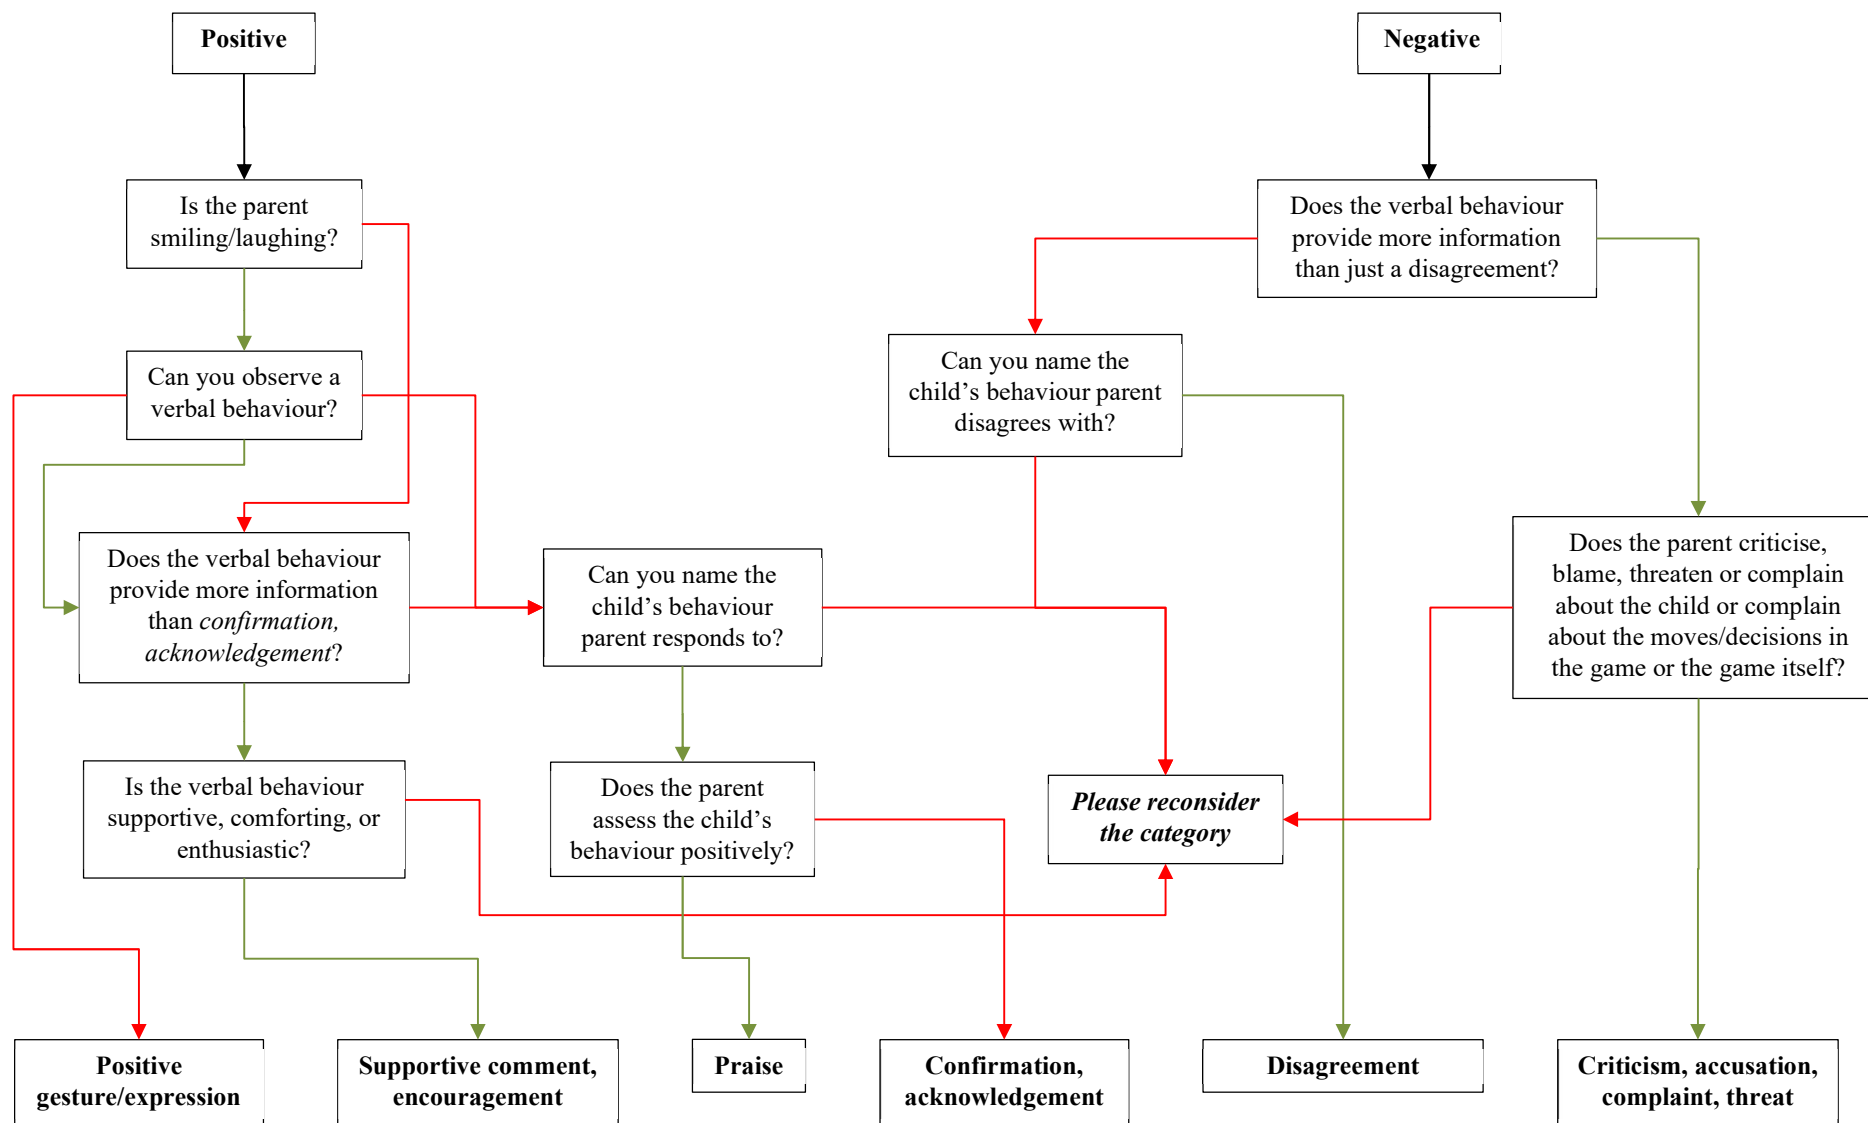 Positive
Negative
Is the parent
smiling/laughing?
Does the verbal behaviour
provide more information
than just a disagreement?
Can you observe a
verbal behaviour?
Can you name the
child’s behaviour parent
disagrees with?
Does the verbal behaviour
provide more information
than confirmation,
acknowledgement?
Can you name the
child’s behaviour
parent responds to?
Does the parent criticise,
blame, threaten or complain
about the child or complain
about the moves/decisions in
the game or the game itself?
Is the verbal behaviour
supportive, comforting, or
enthusiastic?
Does the parent
assess the child’s
behaviour positively?
Please reconsider
the category
Positive
gesture/expression
Supportive comment,
encouragement
Praise
Confirmation,
acknowledgement
Disagreement
Criticism, accusation,
complaint, threat